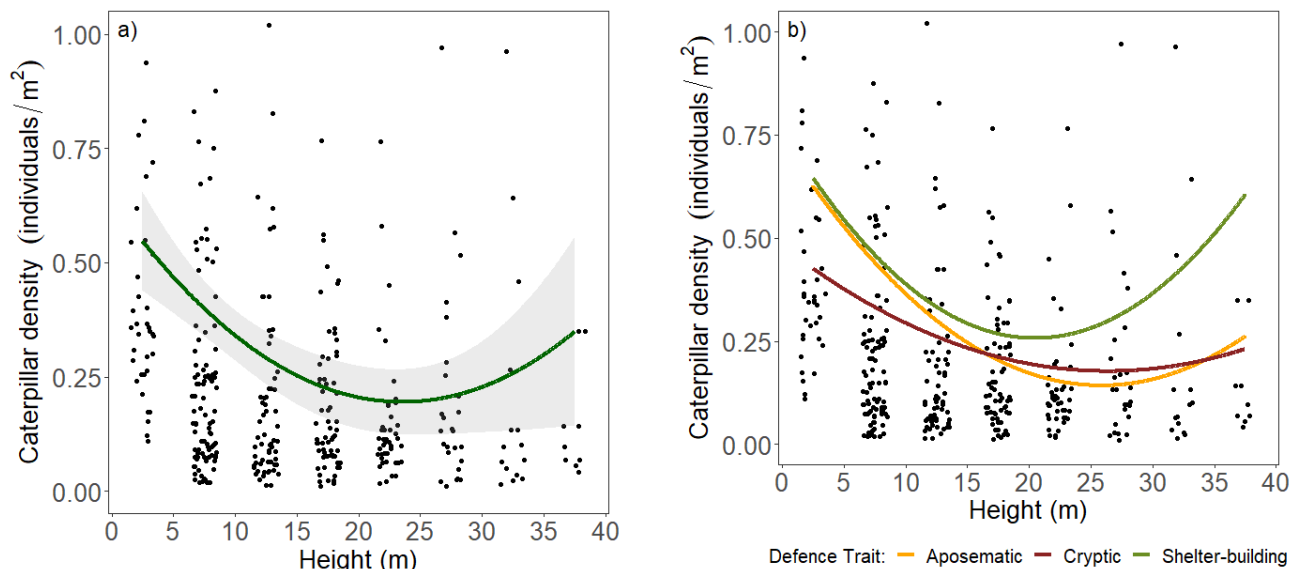 a)
Caterpillar density (individuals/m²)
1.00
0.75
0.50
0.25
0.00
0 5 10 15 20 25 30 35 40
Height (m)
b)
Caterpillar density (individuals/m²)
1.00
0.75
0.50
0.25
0.00
0 5 10 15 20 25 30 35 40
Height (m)
Defence Trait: Aposematic Cryptic Shelter-building